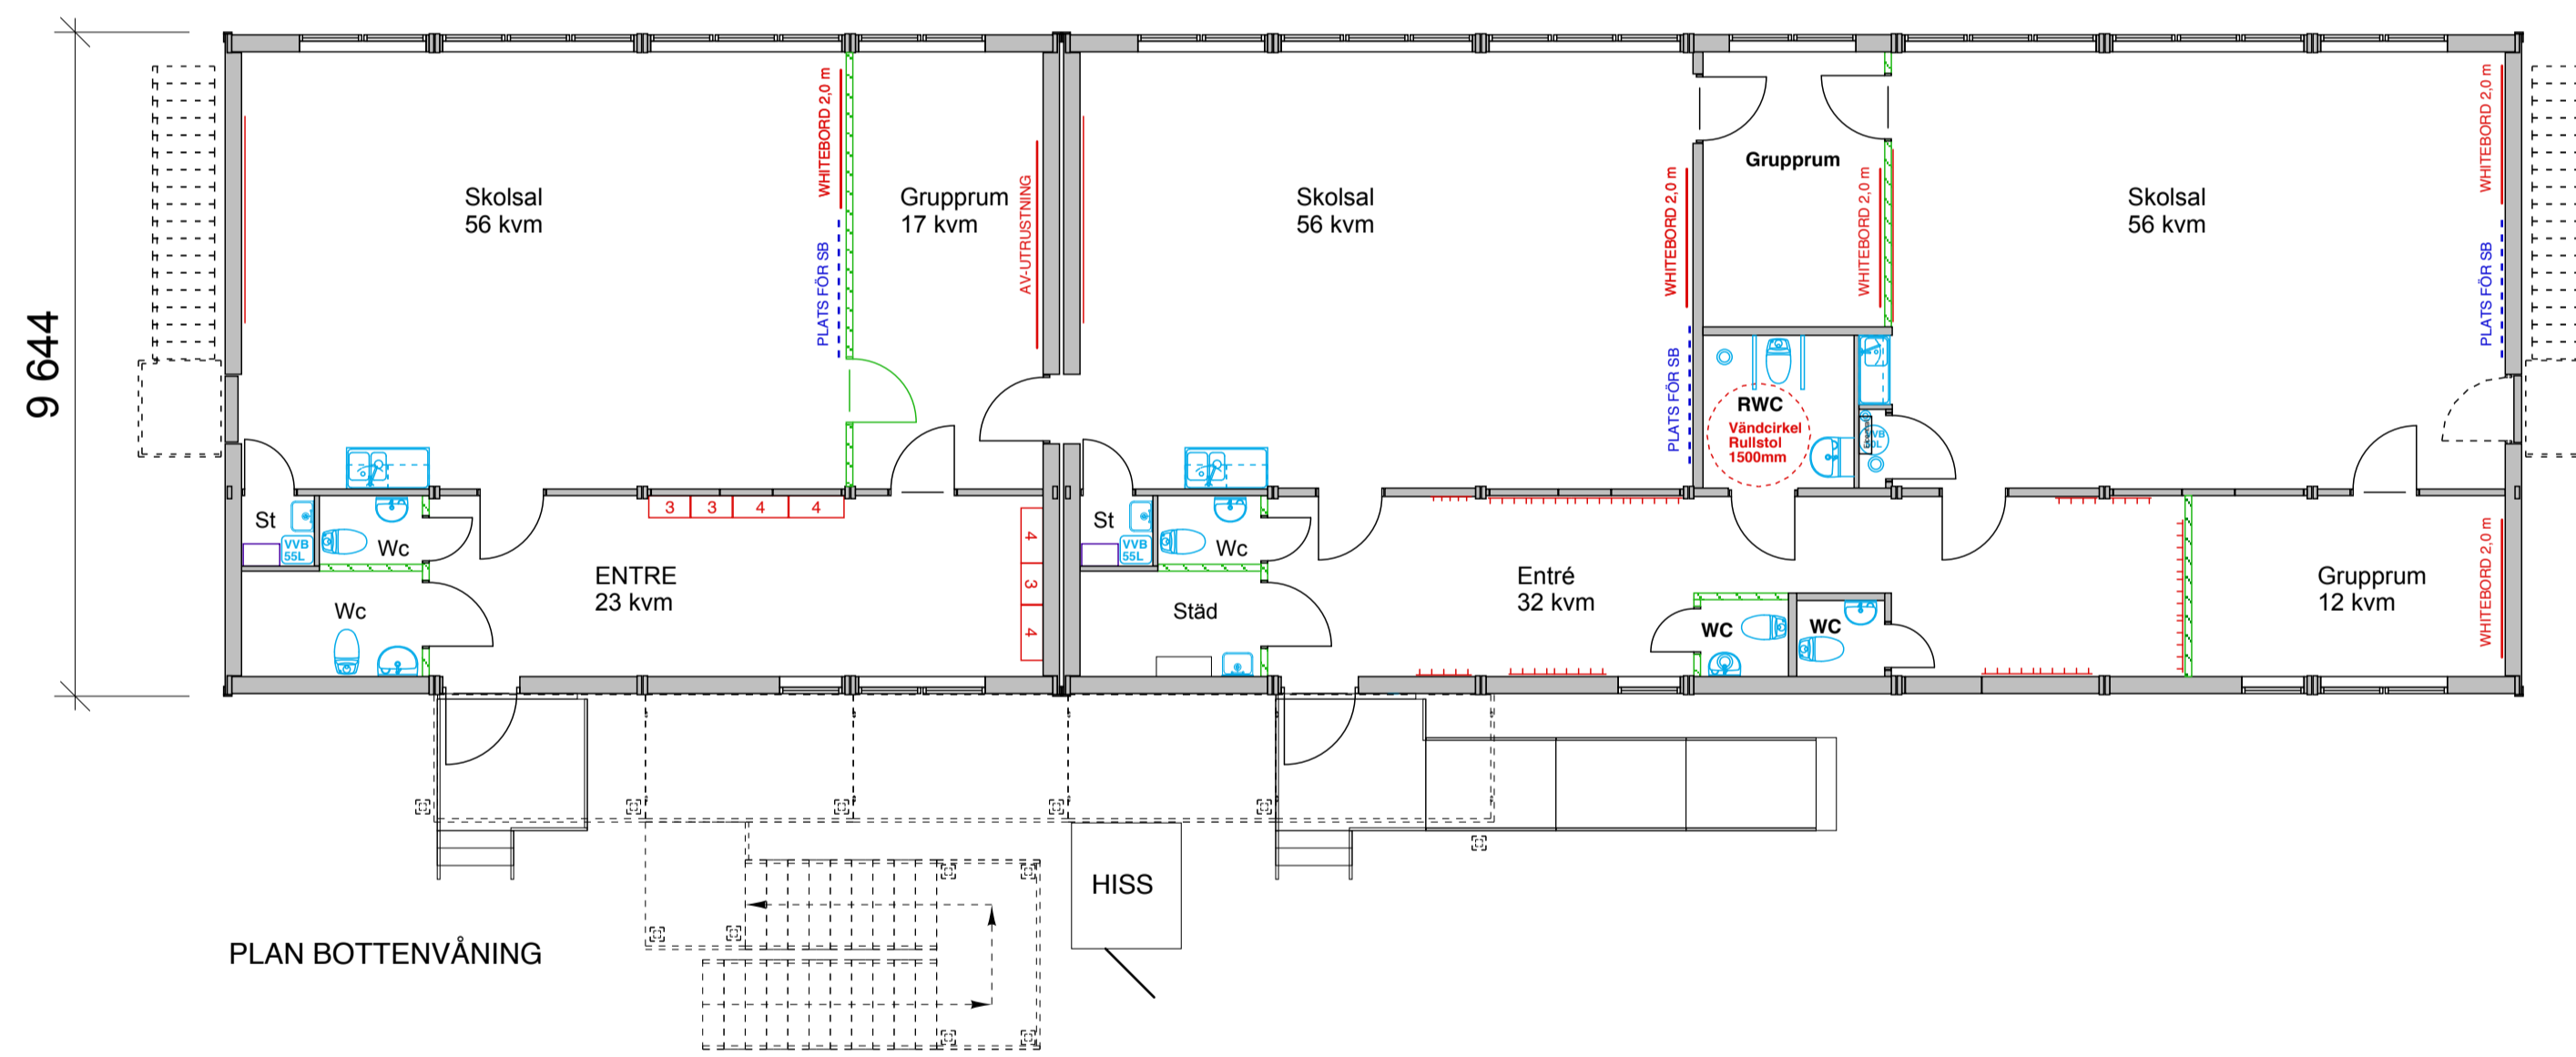 9 644
Skolsal
56 kvm
WHITEBORD 2,0 m
PLATS FÖR SB
Grupprum
17 kvm
AV-UTRUSTNING
Skolsal
56 kvm
WHITEBORD 2,0 m
PLATS FÖR SB
Grupprum
WHITEBORD 2,0 m
Skolsal
56 kvm
WHITEBORD 2,0 m
PLATS FÖR SB
RWC
Vändcirkel
Rullstol
1500mm
St
VVB
55L
Wc
Wc
3
3
4
4
ENTRE
23 kvm
4
3
4
St
VVB
55L
Wc
Städ
Entré
32 kvm
WC
WC
Grupprum
12 kvm
WHITEBORD 2,0 m
HISS
PLAN BOTTENVÅNING